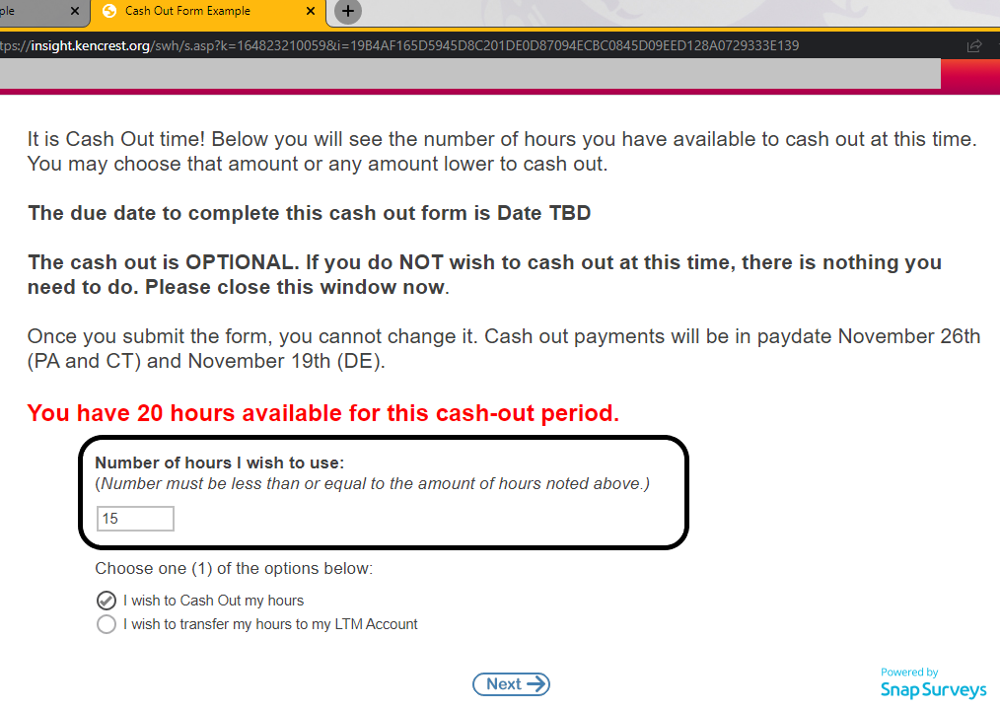 ple
Cash Out Form Example
tps://insight.kencrest.org/swh/s.asp?k=164823210059&i=19B4AF165D5945D8C201DE0D87094ECBC0845D09EED128A0729333E139
It is Cash Out time! Below you will see the number of hours you have available to cash out at this time.
You may choose that amount or any amount lower to cash out.
The due date to complete this cash out form is Date TBD
The cash out is OPTIONAL. If you do NOT wish to cash out at this time, there is nothing you
need to do. Please close this window now.
Once you submit the form, you cannot change it. Cash out payments will be in paydate November 26th
(PA and CT) and November 19th (DE).
You have 20 hours available for this cash-out period.
Number of hours I wish to use:
(Number must be less than or equal to the amount of hours noted above.)
15
Choose one (1) of the options below:
I wish to Cash Out my hours
I wish to transfer my hours to my LTM Account
Next
Powered by
Snap Surveys